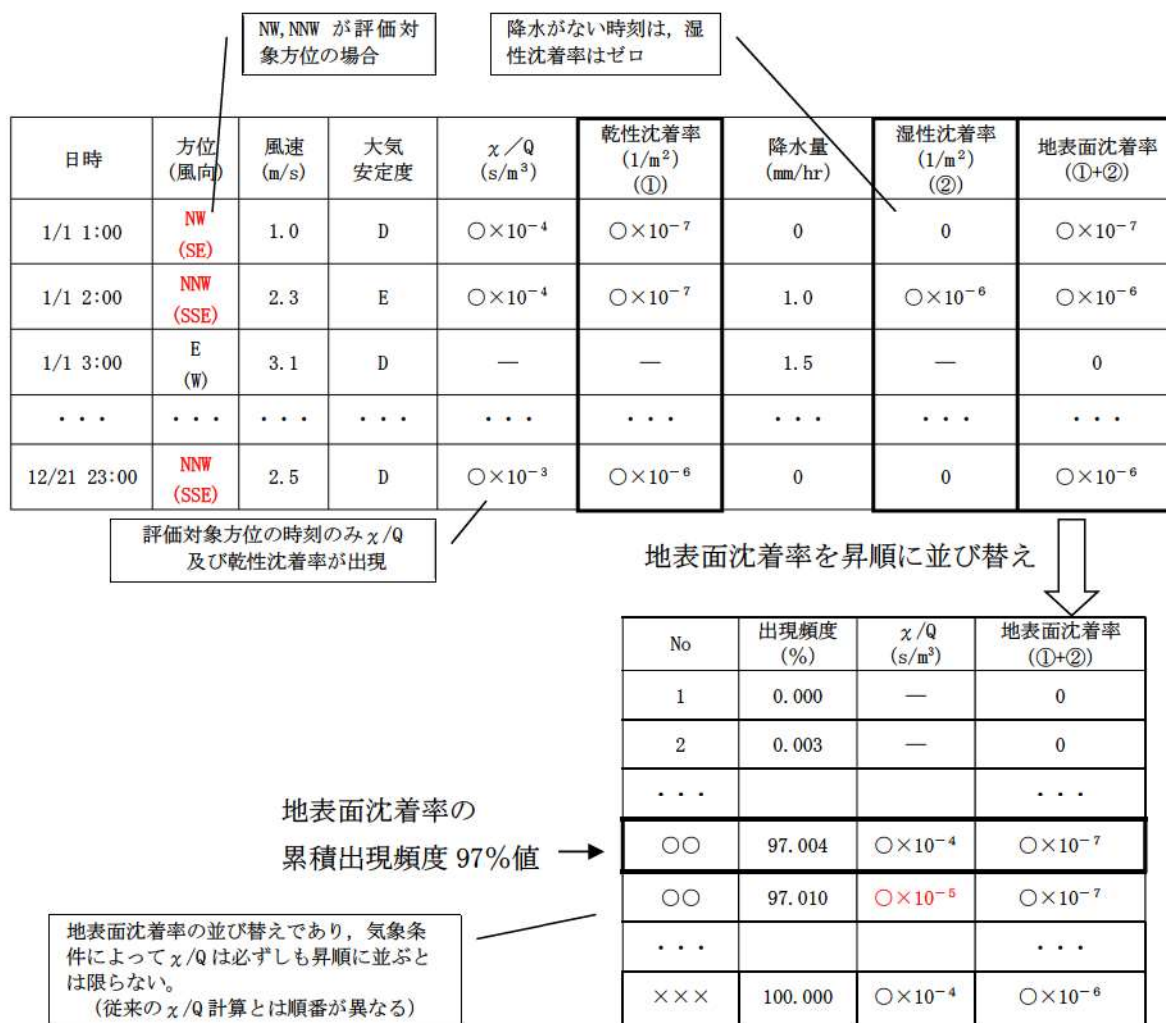 NW,NNW が評価対
象方位の場合
降水がない時刻は，湿
性沈着率はゼロ
日時 方位 (風向) 風速 (m/s) 大気 安定度 χ／Q (s/m³) 乾性沈着率 (1/m²) (①) 降水量 (mm/hr) 湿性沈着率 (1/m²) (②) 地表面沈着率 (①+②)
1/1 1:00 NW (SE) 1.0 D ○×10⁻⁴ ○×10⁻⁷ 0 0 ○×10⁻⁷
1/1 2:00 NNW (SSE) 2.3 E ○×10⁻⁴ ○×10⁻⁷ 1.0 ○×10⁻⁶ ○×10⁻⁶
1/1 3:00 E (W) 3.1 D — — 1.5 — 0
・・・ ・・・ ・・・ ・・・ ・・・ ・・・ ・・・ ・・・ ・・・
12/21 23:00 NNW (SSE) 2.5 D ○×10⁻³ ○×10⁻⁶ 0 0 ○×10⁻⁶
評価対象方位の時刻のみχ/Q
及び乾性沈着率が出現
地表面沈着率を昇順に並び替え
No 出現頻度 (%) χ/Q (s/m³) 地表面沈着率 (①+②)
1 0.000 — 0
2 0.003 — 0
・・・ ・・・
地表面沈着率の
累積出現頻度 97%値
○○ 97.004 ○×10⁻⁴ ○×10⁻⁷
○○ 97.010 ○×10⁻⁵ ○×10⁻⁷
・・・ ・・・
××× 100.000 ○×10⁻⁴ ○×10⁻⁶
地表面沈着率の並び替えであり，気象条
件によってχ/Qは必ずしも昇順に並ぶと
は限らない。
（従来のχ/Q計算とは順番が異なる）